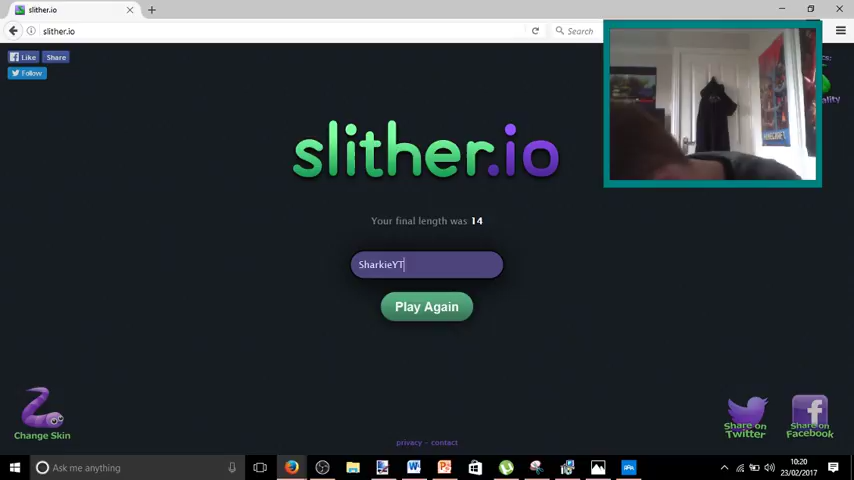 slither.io
slither.io
Search
Like
Share
Follow
slither.io
Your final length was 14
SharkieYT
Play Again
Change Skin
Share on
Twitter
Share on
Facebook
privacy - contact
Ask me anything
10:20
23/02/2017